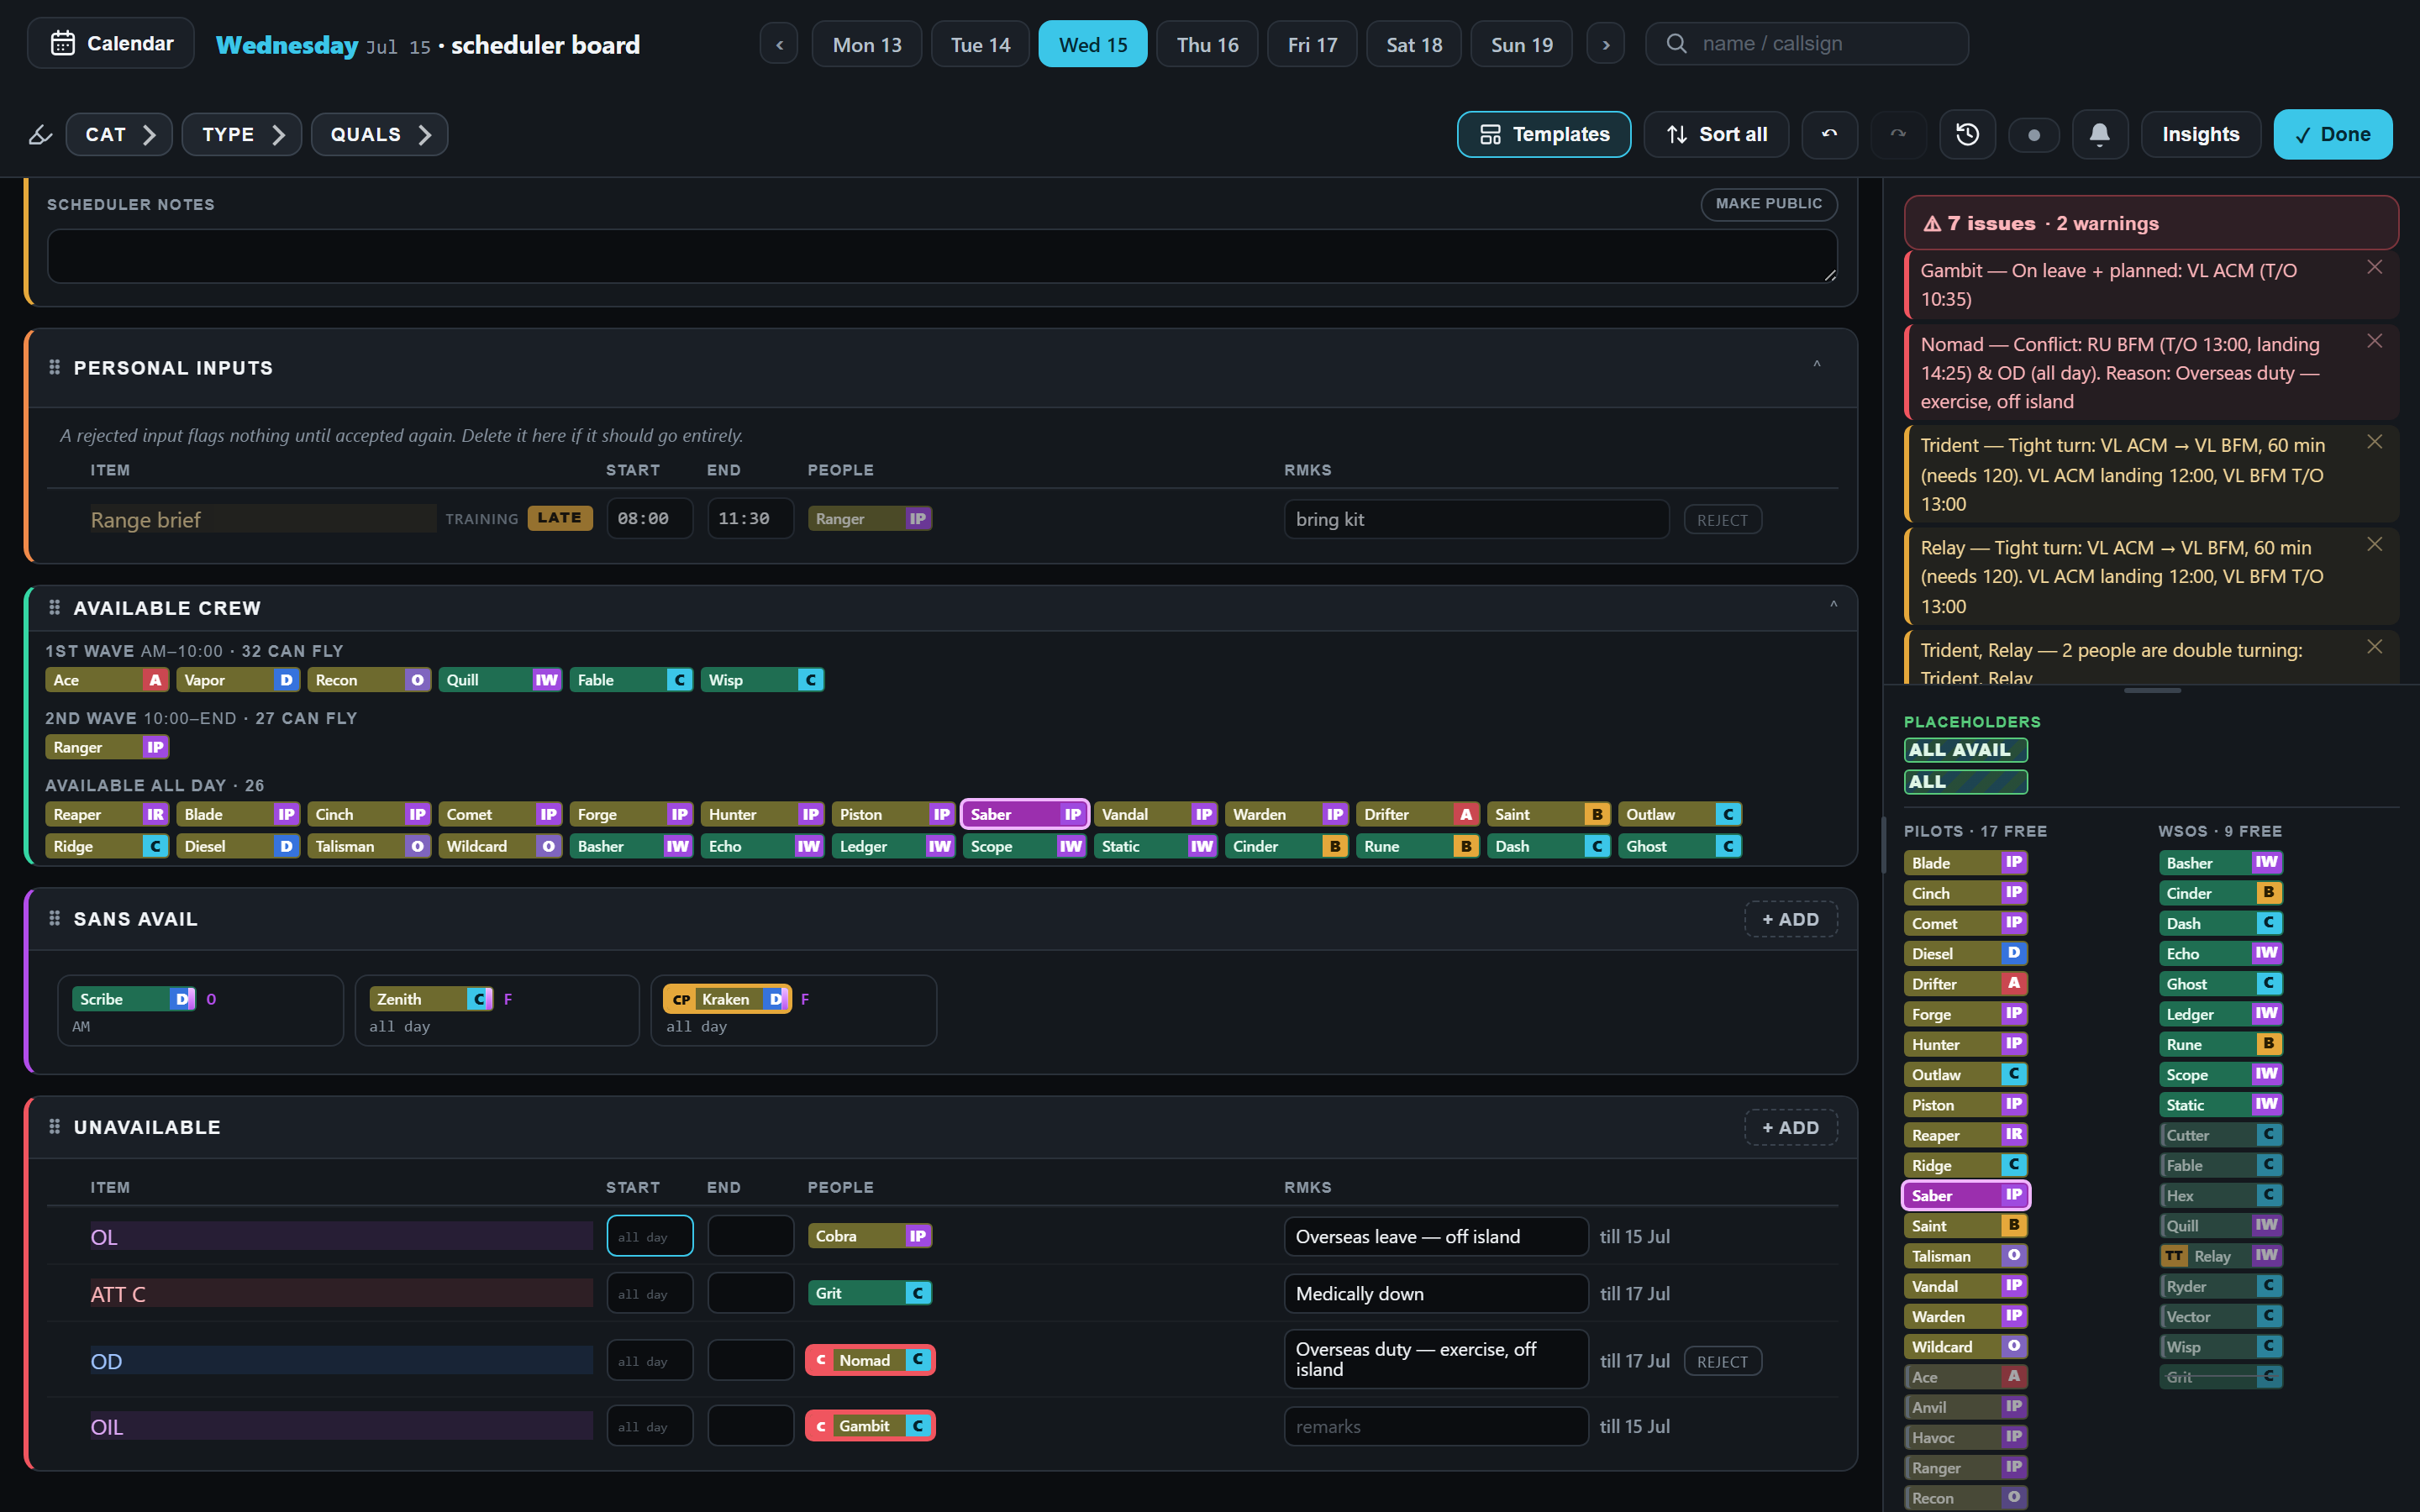 Calendar
Wednesday Jul 15 · scheduler board
‹ Mon 13 Tue 14 Wed 15 Thu 16 Fri 17 Sat 18 Sun 19 ›
name / callsign
CAT TYPE QUALS
Templates Sort all Insights ✓ Done
SCHEDULER NOTES
MAKE PUBLIC
PERSONAL INPUTS
A rejected input flags nothing until accepted again. Delete it here if it should go entirely.
ITEM START END PEOPLE RMKS
Range brief TRAINING LATE 08:00 11:30 Ranger IP bring kit REJECT
AVAILABLE CREW
1ST WAVE AM–10:00 · 32 CAN FLY
Ace A Vapor D Recon O Quill IW Fable C Wisp C
2ND WAVE 10:00–END · 27 CAN FLY
Ranger IP
AVAILABLE ALL DAY · 26
Reaper IR Blade IP Cinch IP Comet IP Forge IP Hunter IP Piston IP Saber IP Vandal IP Warden IP Drifter A Saint B Outlaw C
Ridge C Diesel D Talisman O Wildcard O Basher IW Echo IW Ledger IW Scope IW Static IW Cinder B Rune B Dash C Ghost C
SANS AVAIL
+ ADD
Scribe D O
AM
Zenith C F
all day
CP Kraken D F
all day
UNAVAILABLE
+ ADD
ITEM START END PEOPLE RMKS
OL all day Cobra IP Overseas leave — off island till 15 Jul
ATT C all day Grit C Medically down till 17 Jul
OD all day C Nomad C Overseas duty — exercise, off
island
till 17 Jul REJECT
OIL all day C Gambit C remarks till 15 Jul
⚠ 7 issues · 2 warnings
Gambit — On leave + planned: VL ACM (T/O
10:35)
Nomad — Conflict: RU BFM (T/O 13:00, landing
14:25) & OD (all day). Reason: Overseas duty —
exercise, off island
Trident — Tight turn: VL ACM → VL BFM, 60 min
(needs 120). VL ACM landing 12:00, VL BFM T/O
13:00
Relay — Tight turn: VL ACM → VL BFM, 60 min
(needs 120). VL ACM landing 12:00, VL BFM T/O
13:00
Trident, Relay — 2 people are double turning:
Trident, Relay
PLACEHOLDERS
ALL AVAIL
ALL
PILOTS · 17 FREE
Blade IP
Cinch IP
Comet IP
Diesel D
Drifter A
Forge IP
Hunter IP
Outlaw C
Piston IP
Reaper IR
Ridge C
Saber IP
Saint B
Talisman O
Vandal IP
Warden IP
Wildcard O
Ace A
Anvil IP
Havoc IP
Ranger IP
Recon O
WSOS · 9 FREE
Basher IW
Cinder B
Dash C
Echo IW
Ghost C
Ledger IW
Rune B
Scope IW
Static IW
Cutter C
Fable C
Hex C
Quill IW
TT Relay IW
Ryder C
Vector C
Wisp C
Grit C